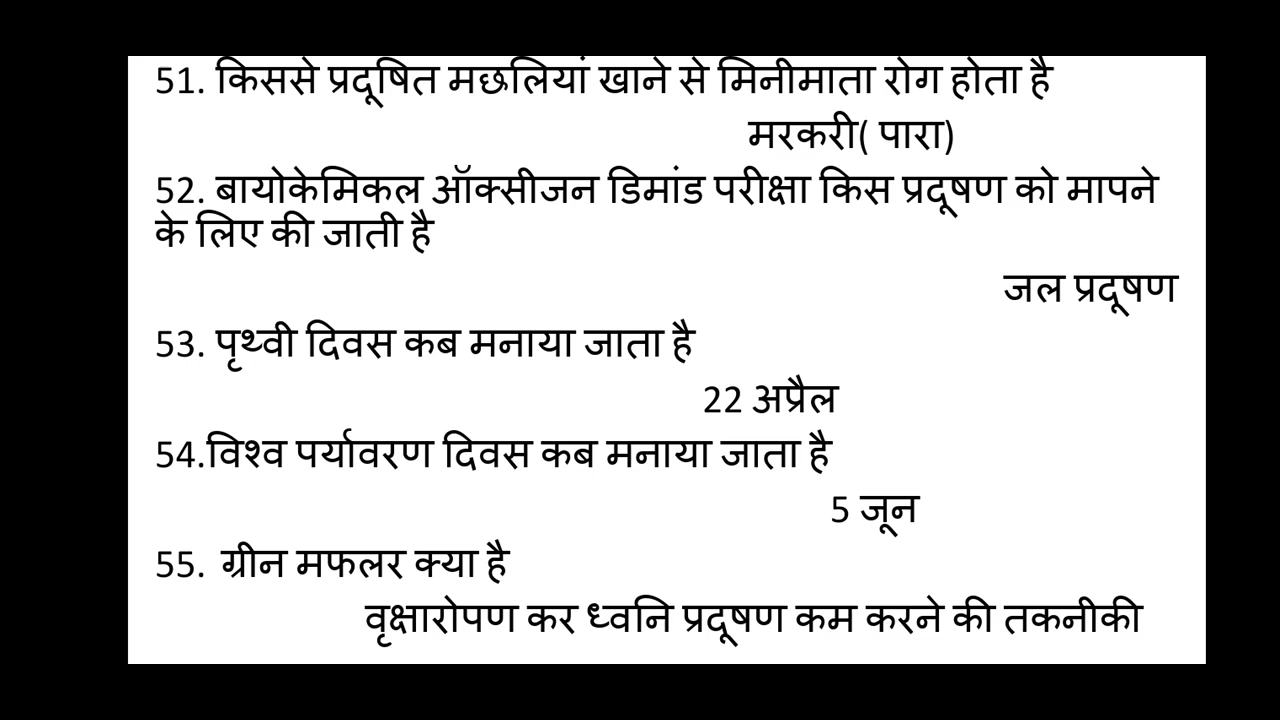 51. किससे प्रदूषित मछलियां खाने से मिनीमाता रोग होता है
मरकरी( पारा)
52. बायोकेमिकल ऑक्सीजन डिमांड परीक्षा किस प्रदूषण को मापने
के लिए की जाती है
जल प्रदूषण
53. पृथ्वी दिवस कब मनाया जाता है
22 अप्रैल
54.विश्व पर्यावरण दिवस कब मनाया जाता है
5 जून
55. ग्रीन मफलर क्या है
वृक्षारोपण कर ध्वनि प्रदूषण कम करने की तकनीकी